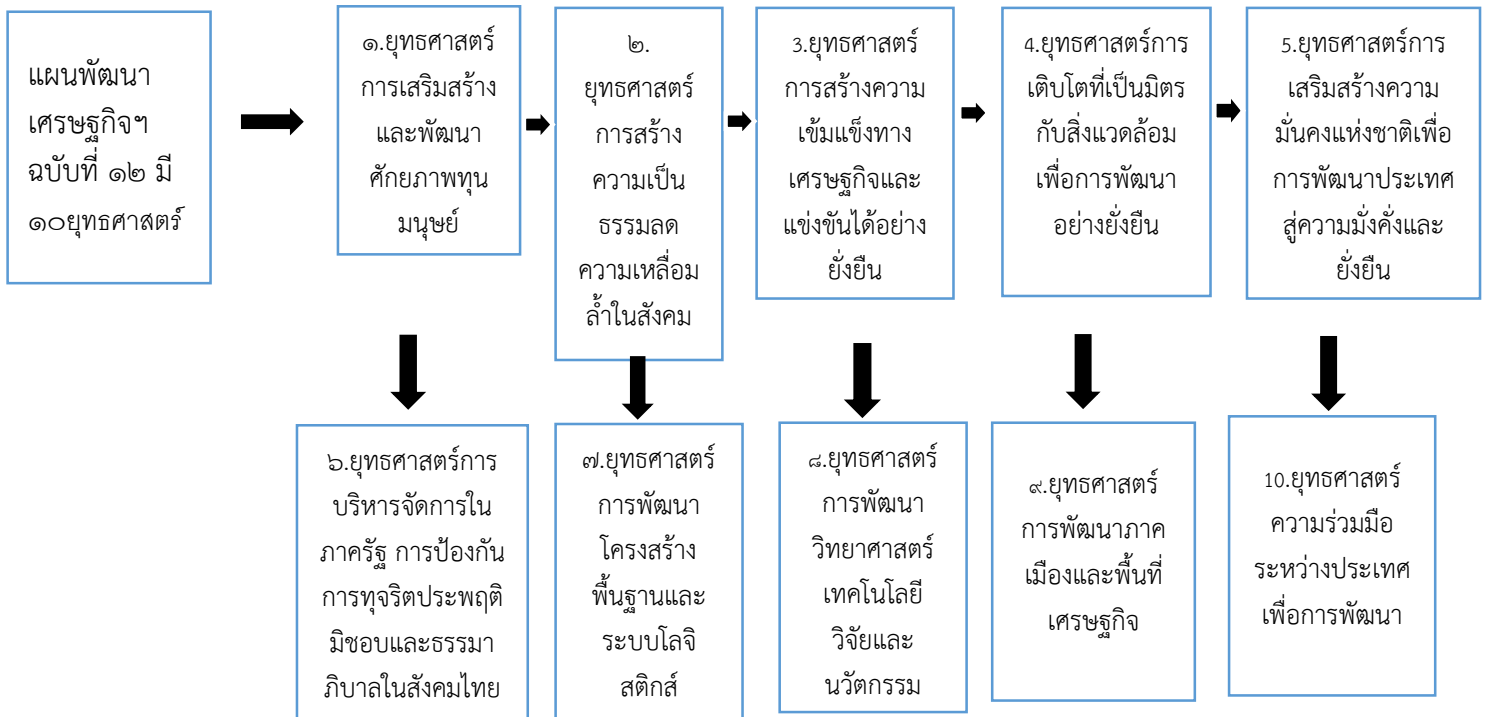 แผนพัฒนา
เศรษฐกิจฯ
ฉบับที่ ๑๒ มี
๑๐ยุทธศาสตร์
๑.ยุทธศาสตร์
การเสริมสร้าง
และพัฒนา
ศักยภาพทุน
มนุษย์
๒.
ยุทธศาสตร์
การสร้าง
ความเป็น
ธรรมลด
ความเหลื่อม
ล้ำในสังคม
3.ยุทธศาสตร์
การสร้างความ
เข้มแข็งทาง
เศรษฐกิจและ
แข่งขันได้อย่าง
ยั่งยืน
4.ยุทธศาสตร์การ
เติบโตที่เป็นมิตร
กับสิ่งแวดล้อม
เพื่อการพัฒนา
อย่างยั่งยืน
5.ยุทธศาสตร์การ
เสริมสร้างความ
มั่นคงแห่งชาติเพื่อ
การพัฒนาประเทศ
สู่ความมั่งคั่งและ
ยั่งยืน
๖.ยุทธศาสตร์การ
บริหารจัดการใน
ภาครัฐ การป้องกัน
การทุจริตประพฤติ
มิชอบและธรรมา
ภิบาลในสังคมไทย
๗.ยุทธศาสตร์
การพัฒนา
โครงสร้าง
พื้นฐานและ
ระบบโลจิ
สติกส์
๘.ยุทธศาสตร์
การพัฒนา
วิทยาศาสตร์
เทคโนโลยี
วิจัยและ
นวัตกรรม
๙.ยุทธศาสตร์
การพัฒนาภาค
เมืองและพื้นที่
เศรษฐกิจ
10.ยุทธศาสตร์
ความร่วมมือ
ระหว่างประเทศ
เพื่อการพัฒนา